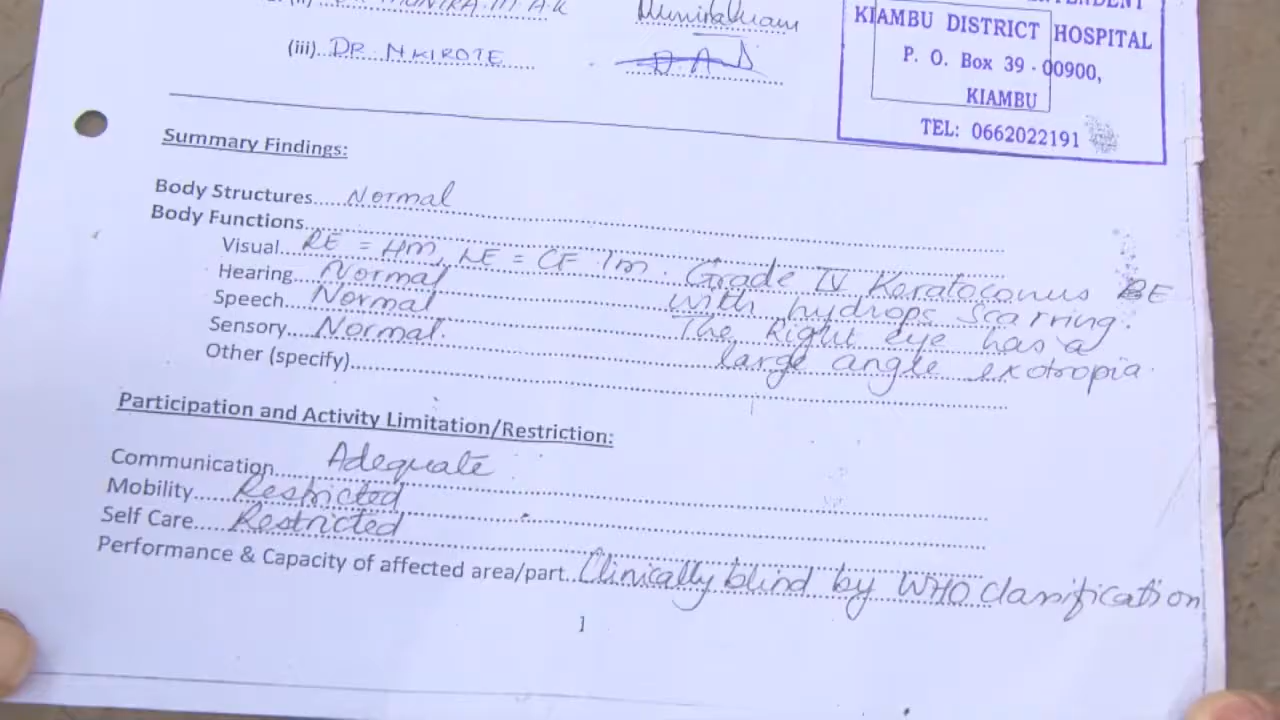 (iii) DR. NKIROTE
KIAMBU DISTRICT HOSPITAL
P. O. Box 39 - 00900,
KIAMBU
TEL: 0662022191
Summary Findings:
Body Structures Normal
Body Functions
Visual RE = HM, LE = CF 1m. Grade IV Keratoconus BE
with hydrops scarring.
The Right eye has a
large angle exotropia.
Hearing Normal
Speech Normal
Sensory Normal.
Other (specify)
Participation and Activity Limitation/Restriction:
Communication Adequate
Mobility Restricted
Self Care Restricted
Performance & Capacity of affected area/part Clinically blind by WHO classification
1